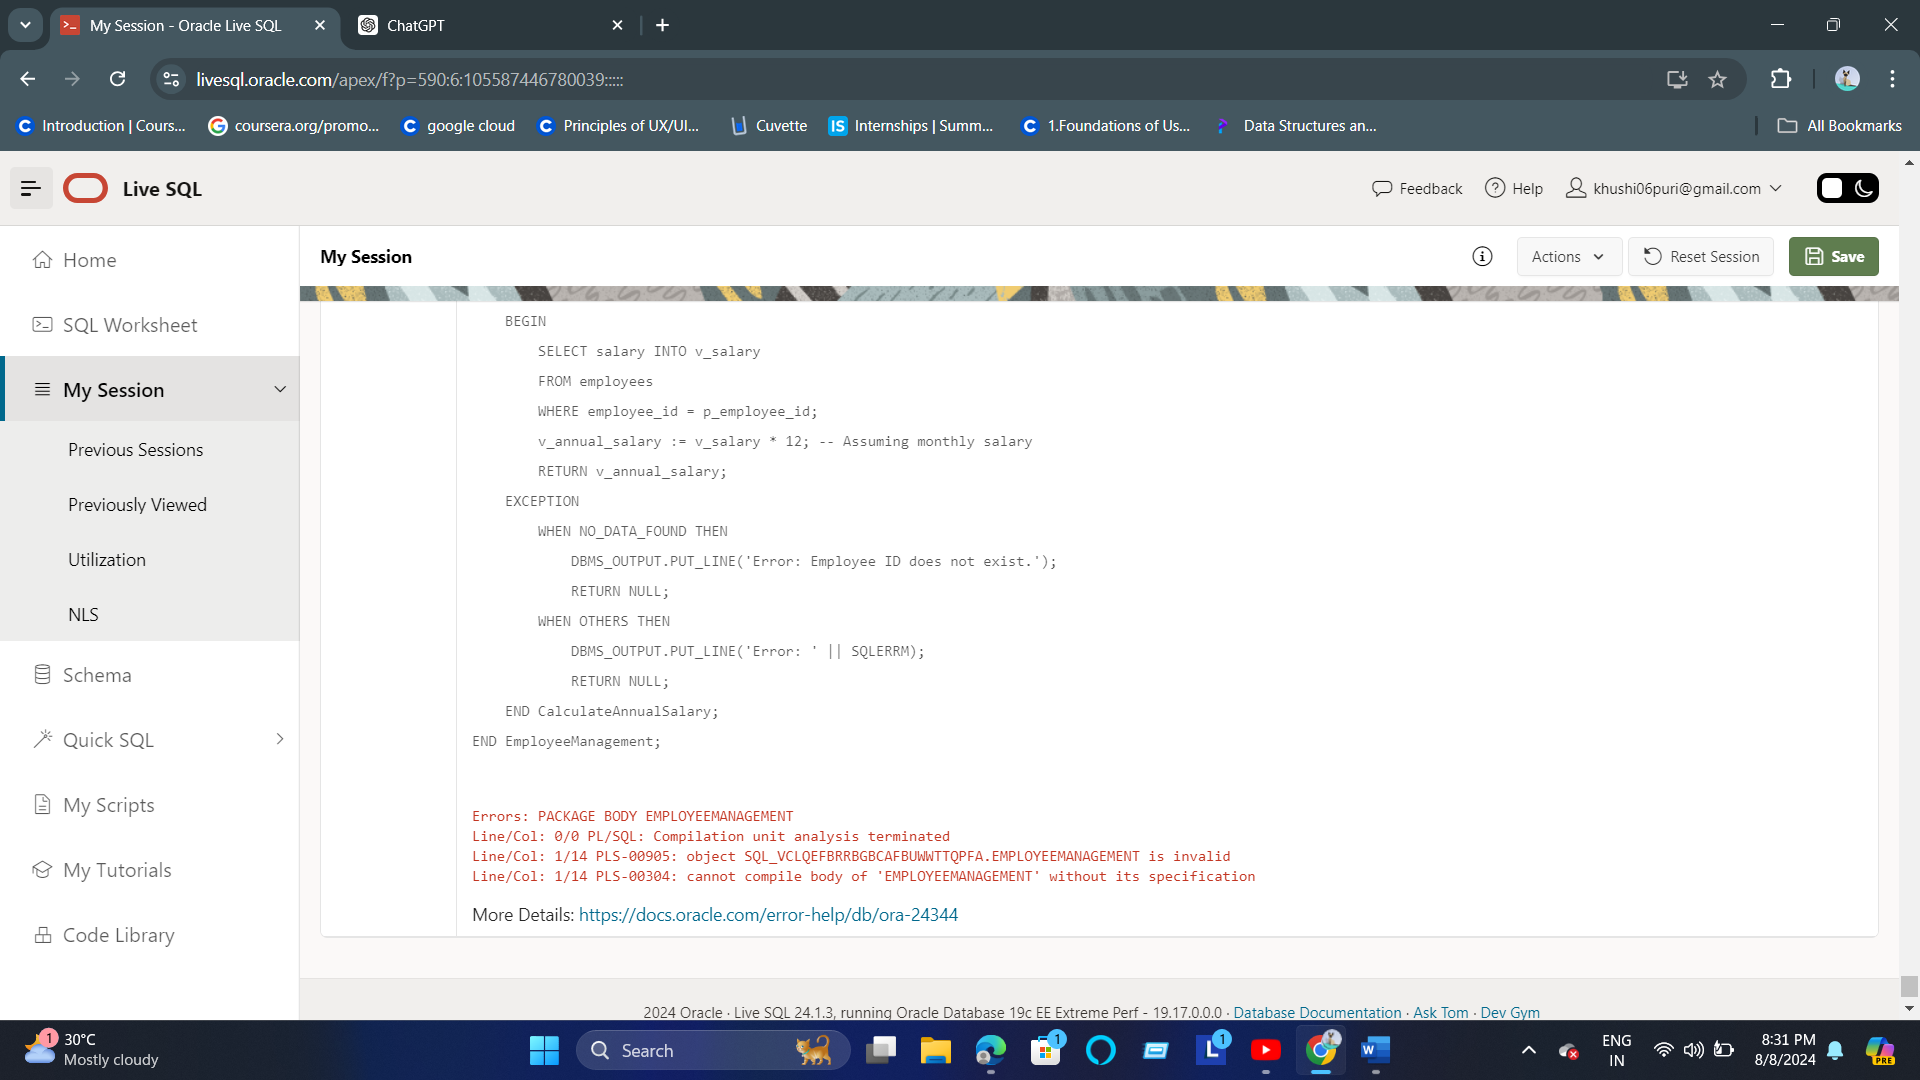 My Session - Oracle Live SQL
ChatGPT
livesql.oracle.com/apex/f?p=590:6:105587446780039:::::
Introduction | Cours...
coursera.org/promo...
google cloud
Principles of UX/UI...
Cuvette
Internships | Summ...
1.Foundations of Us...
Data Structures an...
All Bookmarks
Live SQL
Feedback
Help
khushi06puri@gmail.com
Home
SQL Worksheet
My Session
Previous Sessions
Previously Viewed
Utilization
NLS
Schema
Quick SQL
My Scripts
My Tutorials
Code Library
My Session
Actions
Reset Session
Save
BEGIN
SELECT salary INTO v_salary
FROM employees
WHERE employee_id = p_employee_id;
v_annual_salary := v_salary * 12; -- Assuming monthly salary
RETURN v_annual_salary;
EXCEPTION
WHEN NO_DATA_FOUND THEN
DBMS_OUTPUT.PUT_LINE('Error: Employee ID does not exist.');
RETURN NULL;
WHEN OTHERS THEN
DBMS_OUTPUT.PUT_LINE('Error: ' || SQLERRM);
RETURN NULL;
END CalculateAnnualSalary;
END EmployeeManagement;
Errors: PACKAGE BODY EMPLOYEEMANAGEMENT
Line/Col: 0/0 PL/SQL: Compilation unit analysis terminated
Line/Col: 1/14 PLS-00905: object SQL_VCLQEFBRRBGBCAFBUWWTTQPFA.EMPLOYEEMANAGEMENT is invalid
Line/Col: 1/14 PLS-00304: cannot compile body of 'EMPLOYEEMANAGEMENT' without its specification
More Details: https://docs.oracle.com/error-help/db/ora-24344
2024 Oracle · Live SQL 24.1.3, running Oracle Database 19c EE Extreme Perf - 19.17.0.0.0 · Database Documentation · Ask Tom · Dev Gym
1
30°C
Mostly cloudy
Search
1
L
1
W
ENG
IN
8:31 PM
8/8/2024
PRE